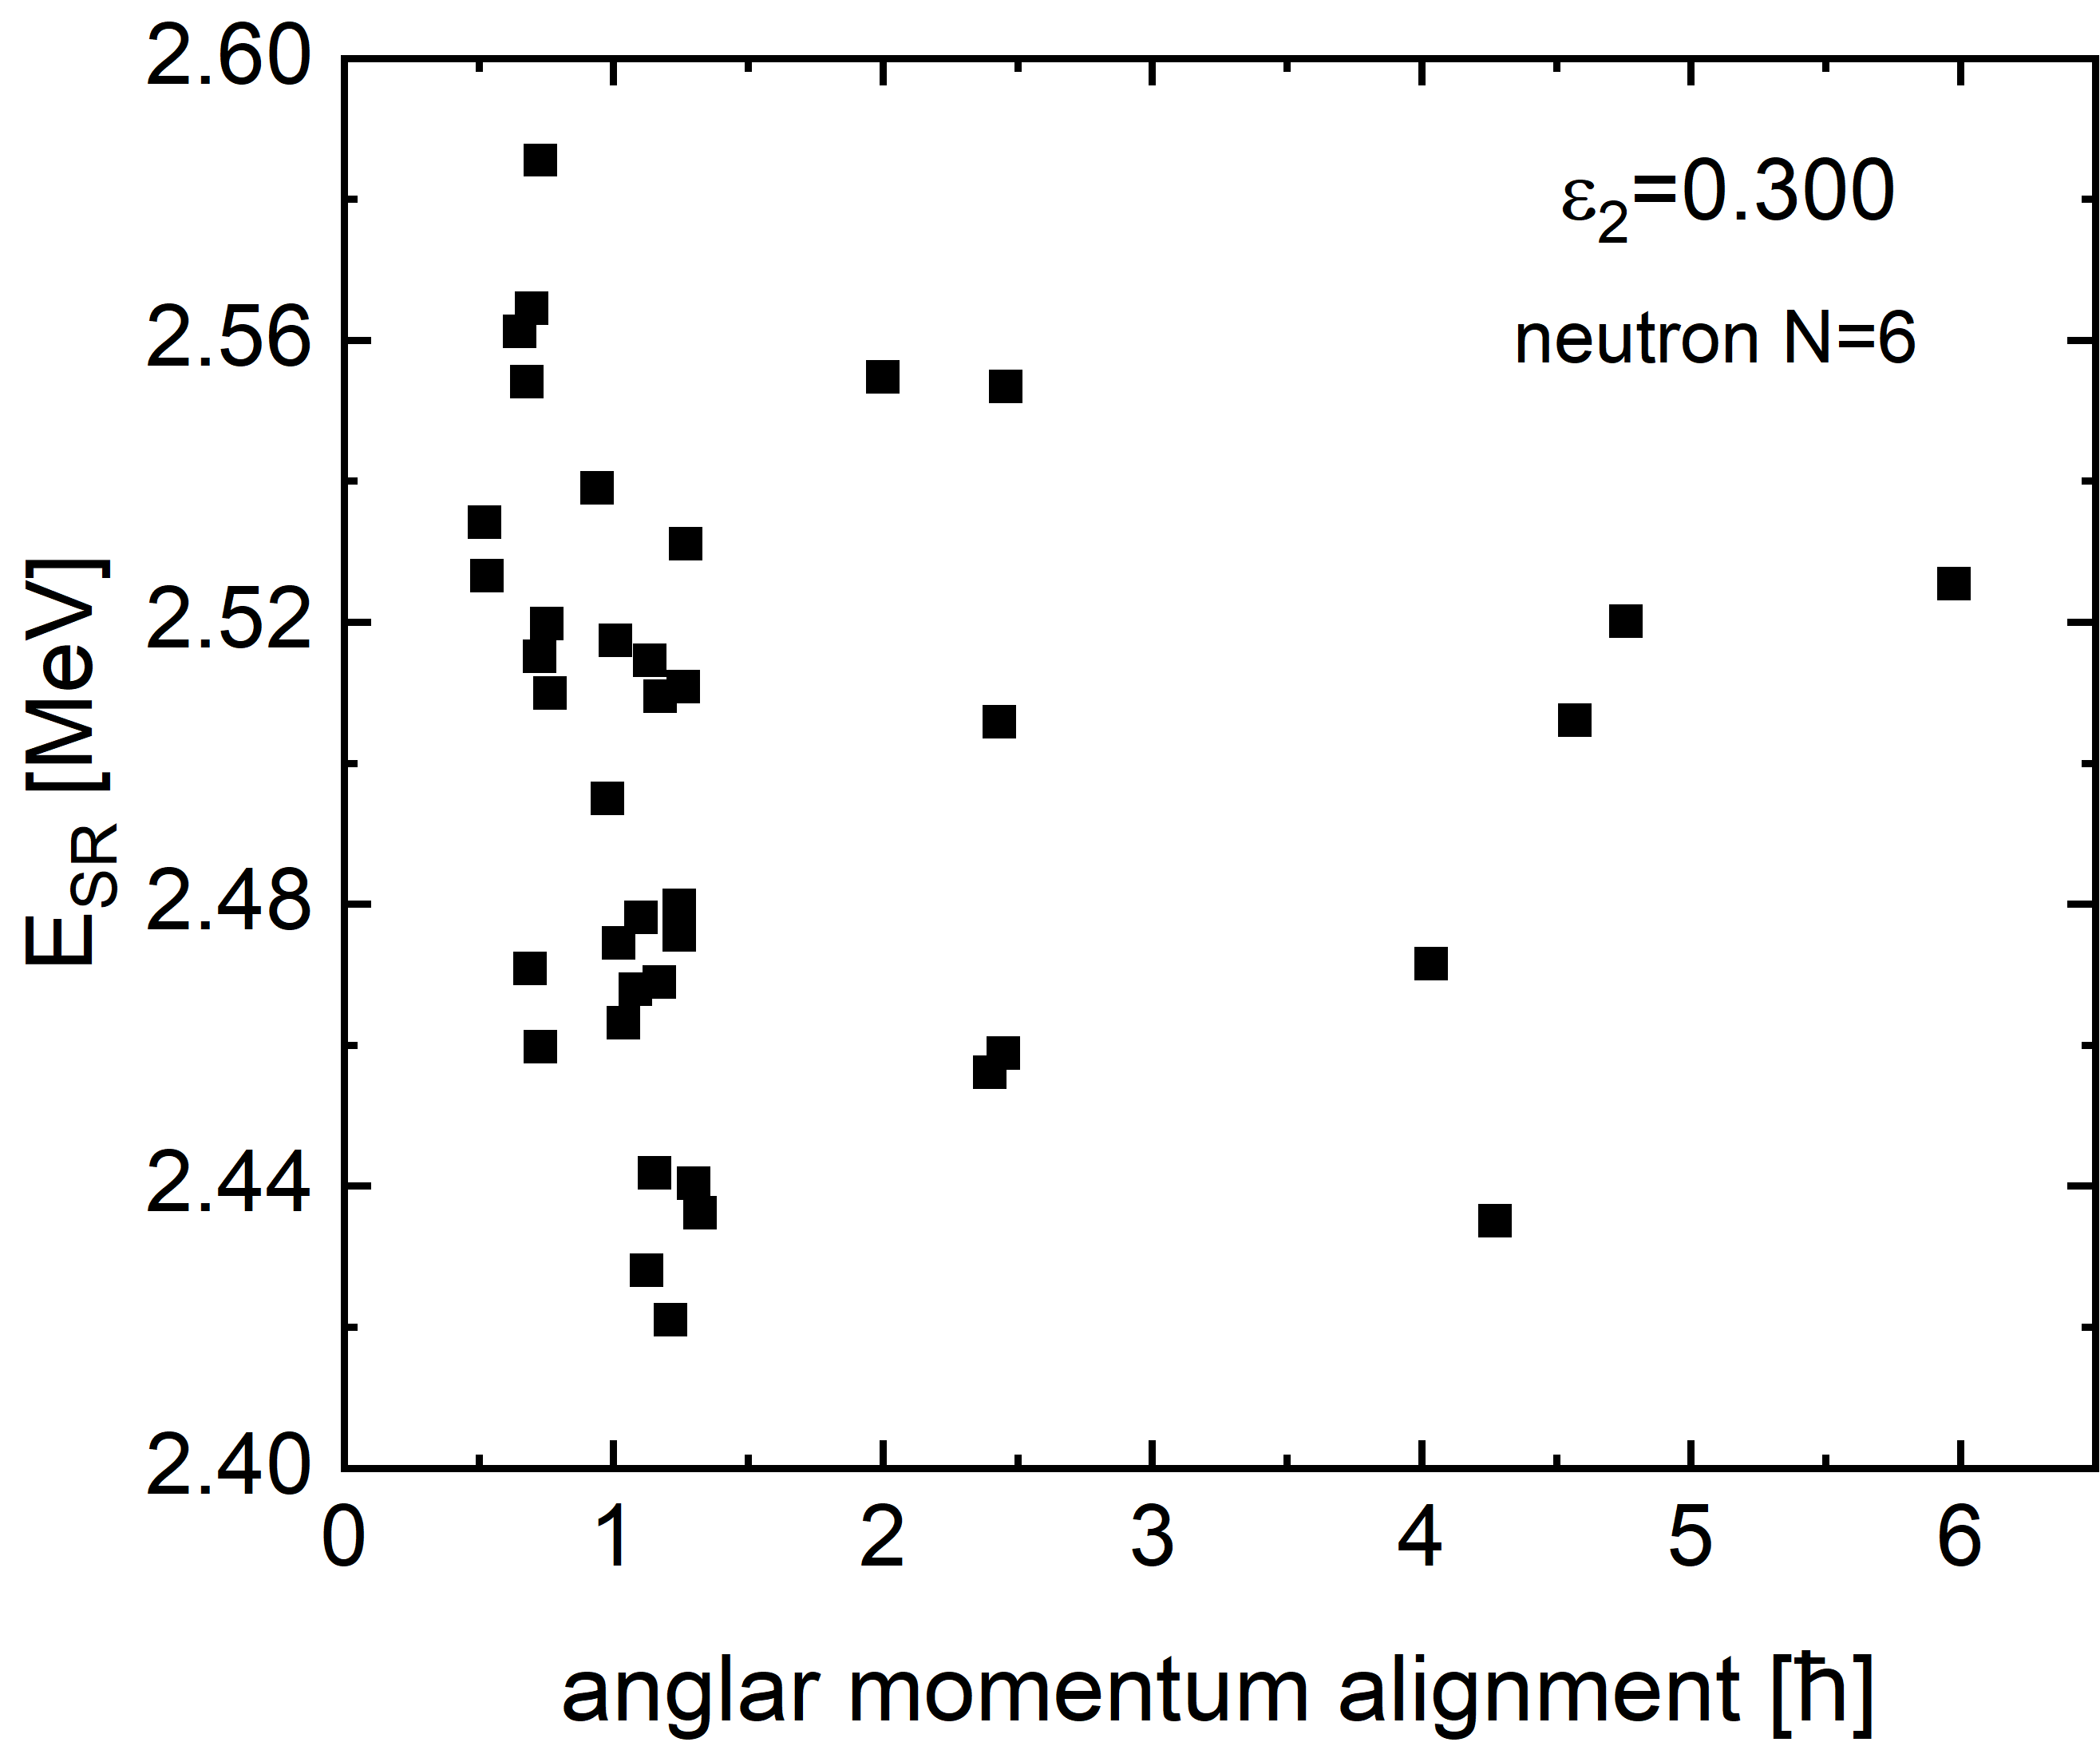 2.60
2.56
2.52
2.48
2.44
2.40
E_SR [MeV]
ε₂=0.300
neutron N=6
0 1 2 3 4 5 6
anglar momentum alignment [ħ]